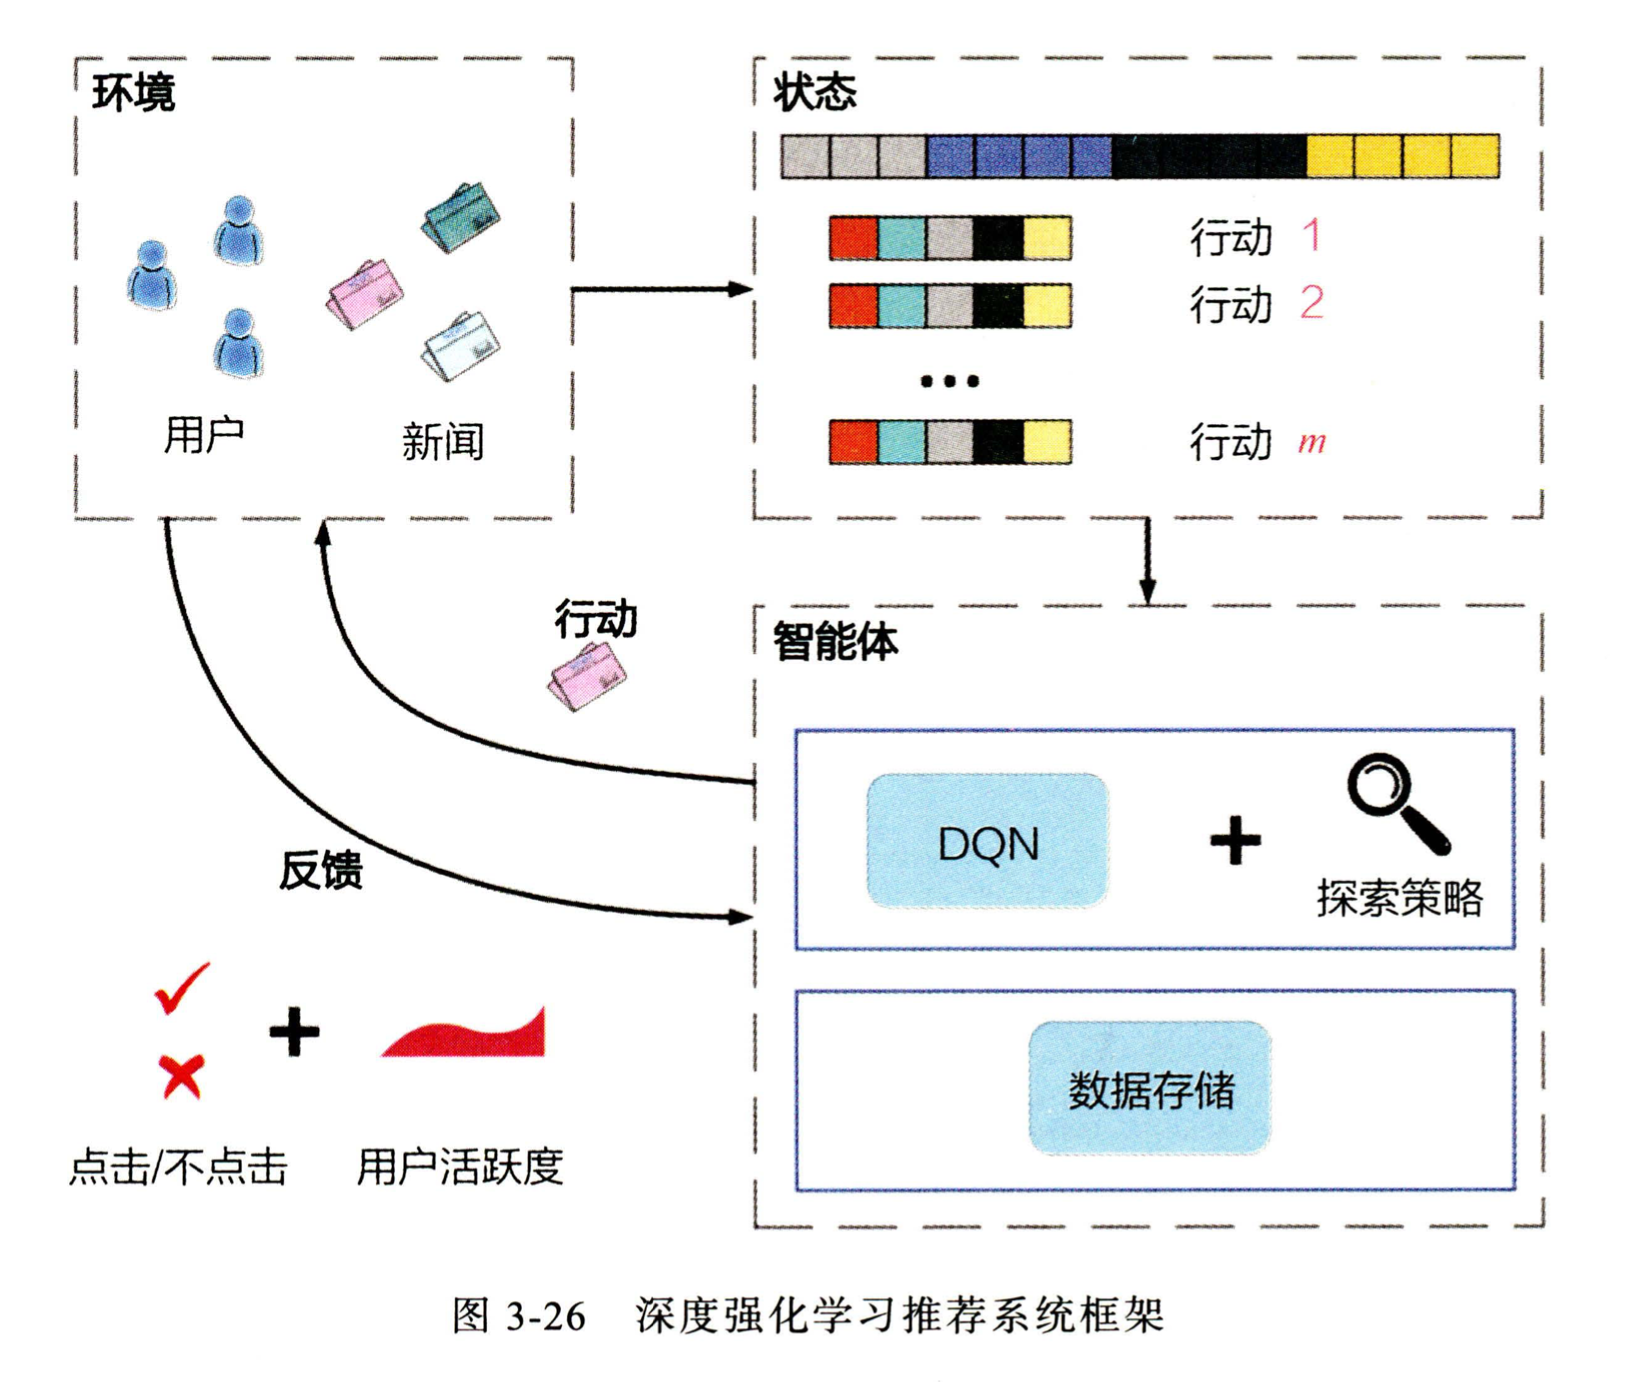 环境
用户
新闻
状态
行动 1
行动 2
...
行动 m
行动
反馈
点击/不点击
用户活跃度
智能体
DQN
探索策略
数据存储
图 3-26 深度强化学习推荐系统框架